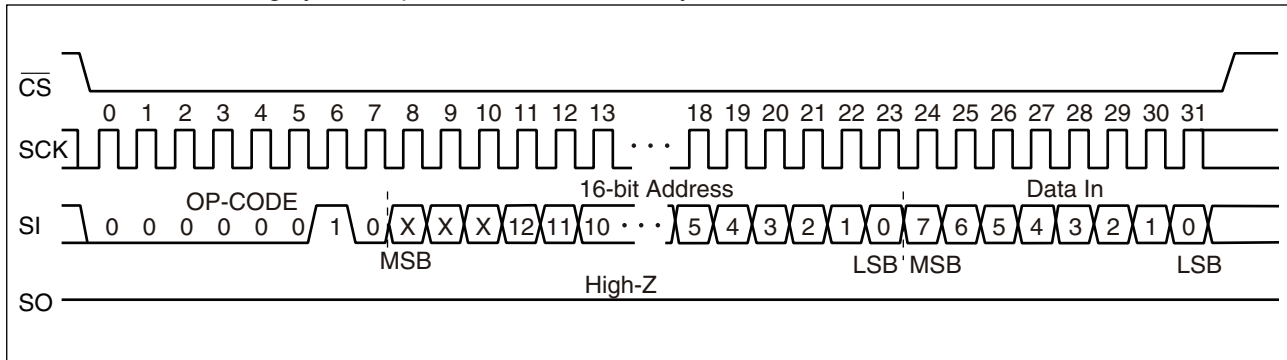 CS
0 1 2 3 4 5 6 7 8 9 10 11 12 13 18 19 20 21 22 23 24 25 26 27 28 29 30 31
SCK ···
OP-CODE 16-bit Address Data In
SI 0 0 0 0 0 0 1 0 X X X 12 11 10 ··· 5 4 3 2 1 0 7 6 5 4 3 2 1 0
MSB LSB MSB LSB
High-Z
SO